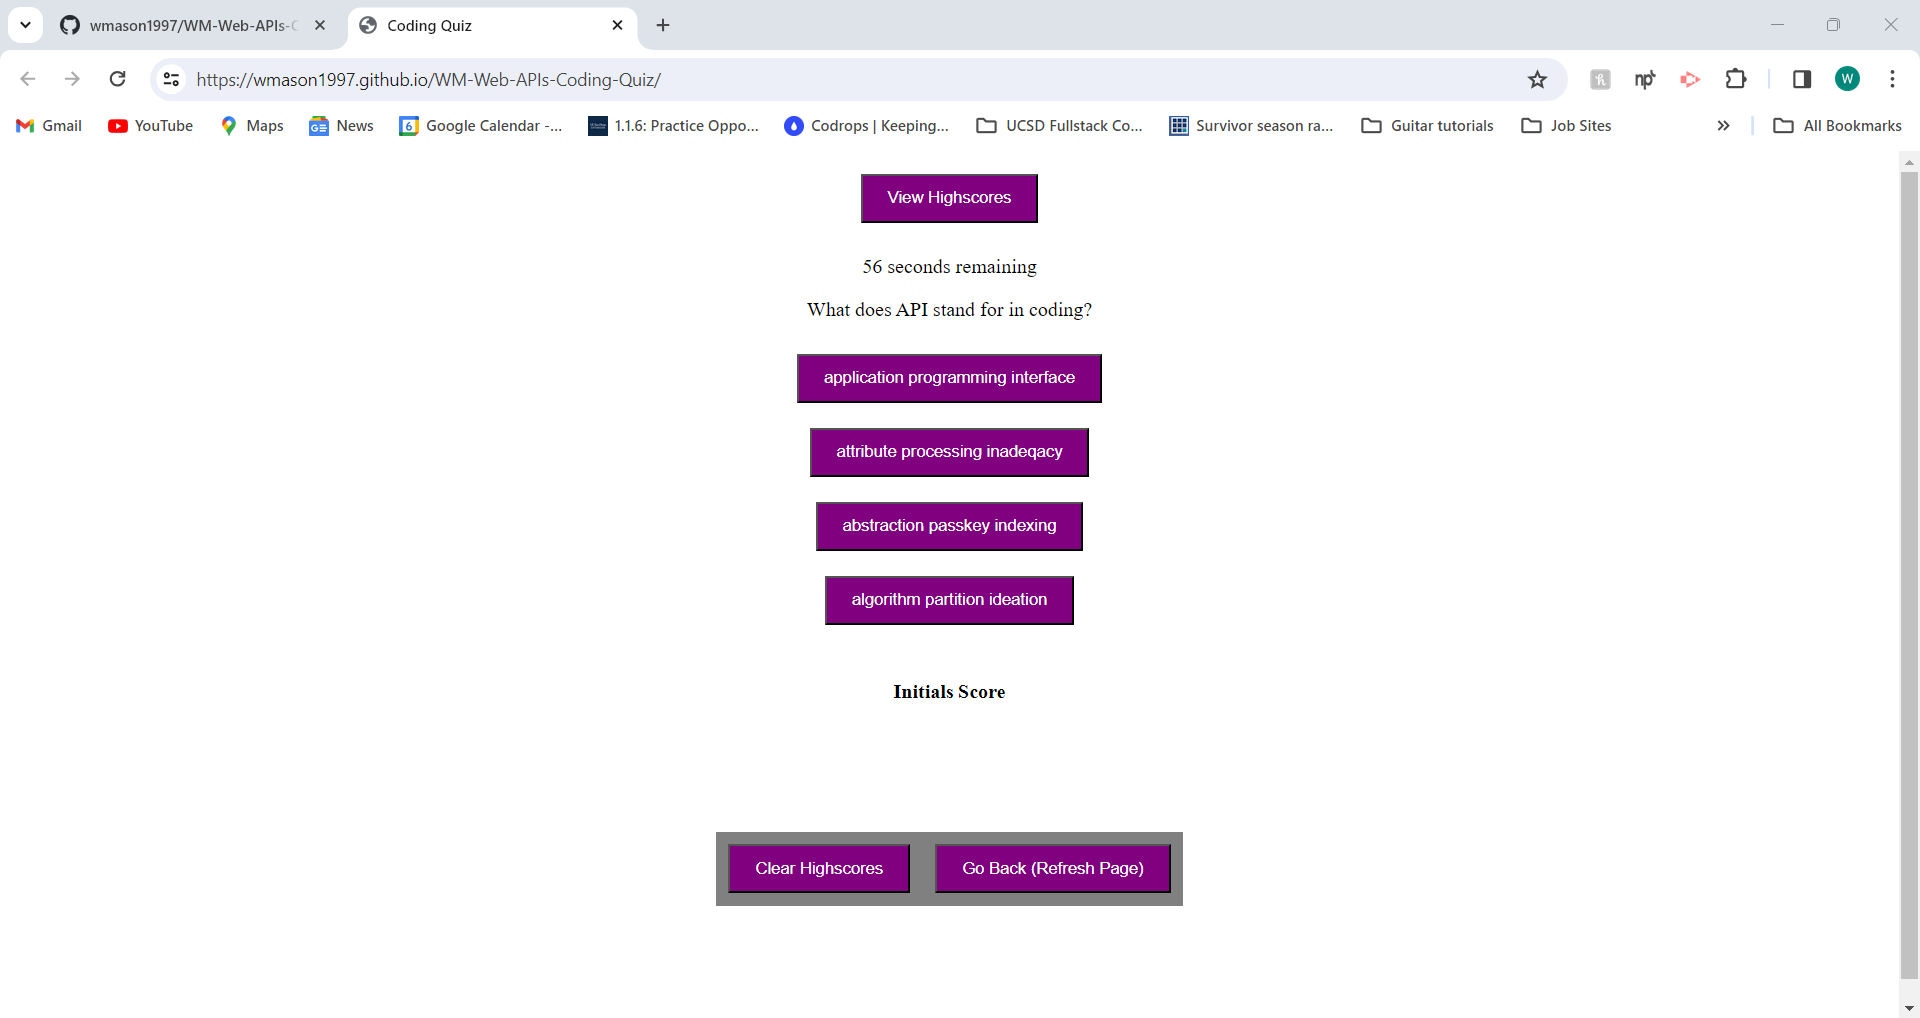 wmason1997/WM-Web-APIs-C
Coding Quiz
https://wmason1997.github.io/WM-Web-APIs-Coding-Quiz/
W
Gmail YouTube Maps News Google Calendar -... 1.1.6: Practice Oppo... Codrops | Keeping... UCSD Fullstack Co... Survivor season ra... Guitar tutorials Job Sites All Bookmarks
View Highscores
56 seconds remaining
What does API stand for in coding?
application programming interface
attribute processing inadeqacy
abstraction passkey indexing
algorithm partition ideation
Initials Score
Clear Highscores Go Back (Refresh Page)